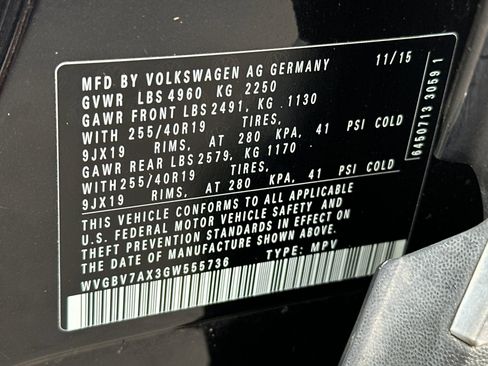 MFD BY VOLKSWAGEN AG GERMANY 11/15
GVWR LBS 4960 KG 2250
GAWR FRONT LBS 2491, KG 1130
WITH 255/40R19 TIRES,
9JX19 RIMS, AT 280 KPA, 41 PSI COLD
GAWR REAR LBS 2579, KG 1170
WITH 255/40R19 TIRES,
9JX19 RIMS, AT 280 KPA, 41 PSI COLD
THIS VEHICLE CONFORMS TO ALL APPLICABLE
U.S. FEDERAL MOTOR VEHICLE SAFETY AND
THEFT PREVENTION STANDARDS IN EFFECT ON
THE DATE OF MANUFACTURE SHOWN ABOVE.
WVGBV7AX3GW555736 TYPE: MPV
6450713 3059 1